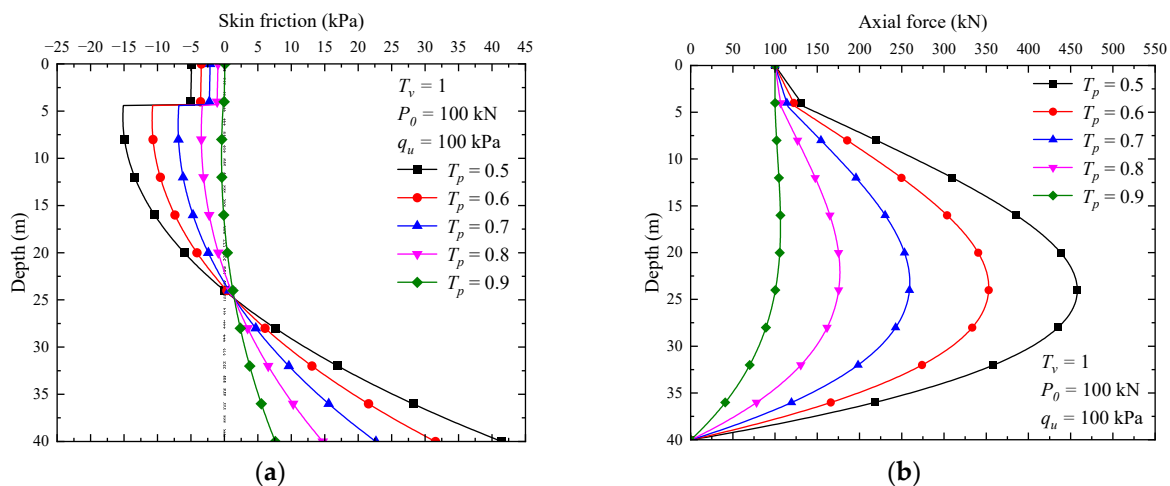 Skin friction (kPa)
−25 −20 −15 −10 −5 0 5 10 15 20 25 30 35 40 45
0
5
10
15
20
25
30
35
40
Depth (m)
T_v = 1
P_0 = 100 kN
q_u = 100 kPa
T_p = 0.5
T_p = 0.6
T_p = 0.7
T_p = 0.8
T_p = 0.9
(a)
Axial force (kN)
0 50 100 150 200 250 300 350 400 450 500 550
0
5
10
15
20
25
30
35
40
Depth (m)
T_p = 0.5
T_p = 0.6
T_p = 0.7
T_p = 0.8
T_p = 0.9
T_v = 1
P_0 = 100 kN
q_u = 100 kPa
(b)